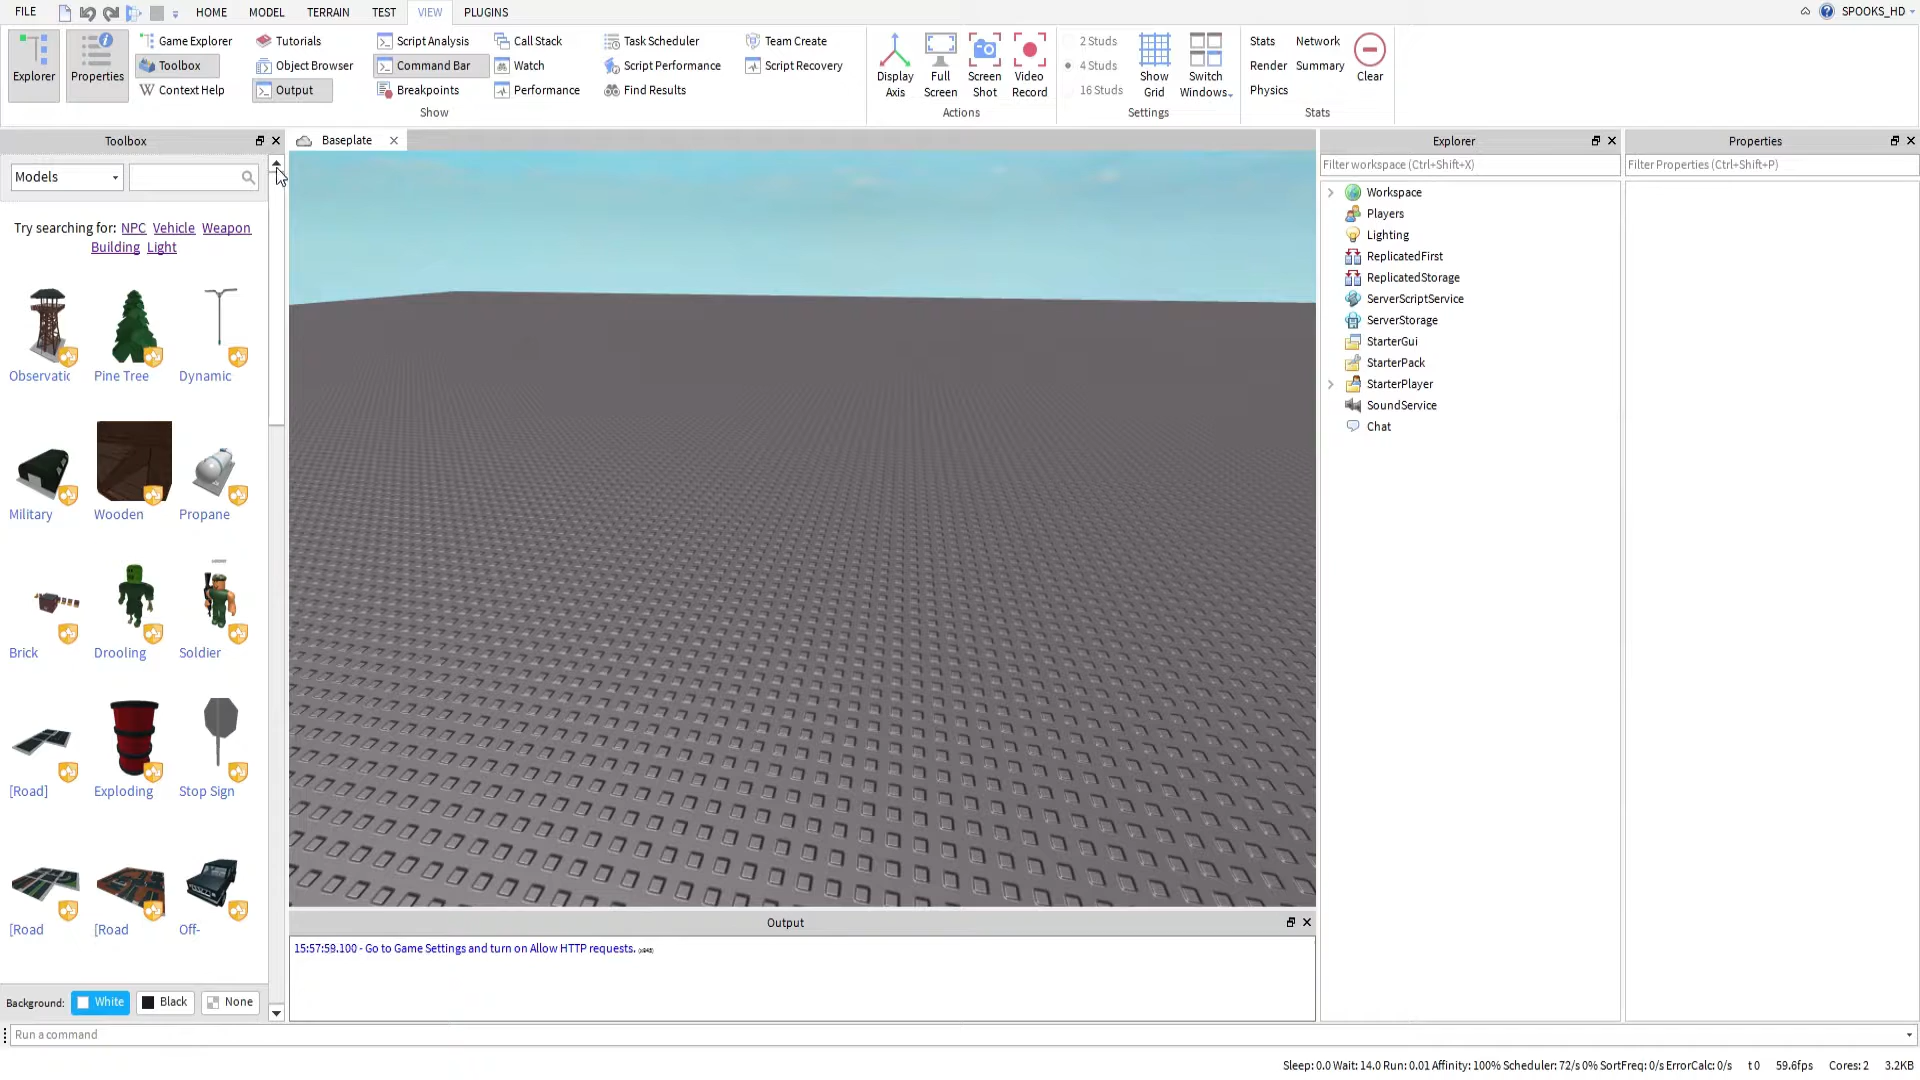 FILE HOME MODEL TERRAIN TEST VIEW PLUGINS SPOOKS_HD
Explorer
Properties
Game Explorer
Toolbox
Context Help
Tutorials
Object Browser
Output
Script Analysis
Command Bar
Breakpoints
Call Stack
Watch
Performance
Task Scheduler
Script Performance
Find Results
Team Create
Script Recovery
Show
Display
Axis
Full
Screen
Screen
Shot
Video
Record
Actions
2 Studs
4 Studs
16 Studs
Show
Grid
Switch
Windows
Settings
Stats Network
Render Summary
Physics
Clear
Stats
Toolbox
Models
Try searching for: NPC Vehicle Weapon
Building Light
Observatic Pine Tree Dynamic
Military Wooden Propane
Brick Drooling Soldier
[Road] Exploding Stop Sign
[Road [Road Off-
Background: White Black None
Baseplate
Output
15:57:59.100 - Go to Game Settings and turn on Allow HTTP requests.
Explorer
Filter workspace (Ctrl+Shift+X)
Workspace
Players
Lighting
ReplicatedFirst
ReplicatedStorage
ServerScriptService
ServerStorage
StarterGui
StarterPack
StarterPlayer
SoundService
Chat
Properties
Filter Properties (Ctrl+Shift+P)
Run a command
Sleep: 0.0 Wait: 14.0 Run: 0.01 Affinity: 100% Scheduler: 72/s 0% SortFreq: 0/s ErrorCalc: 0/s t 0 59.6fps Cores: 2 3.2KB